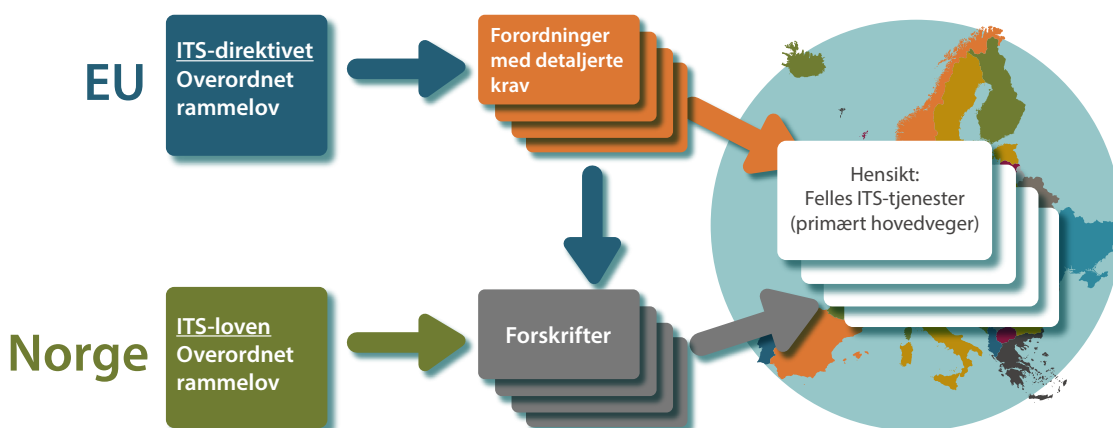 EU
ITS-direktivet
Overordnet
rammelov
Forordninger
med detaljerte
krav
Hensikt:
Felles ITS-tjenester
(primært hovedveger)
Norge
ITS-loven
Overordnet
rammelov
Forskrifter